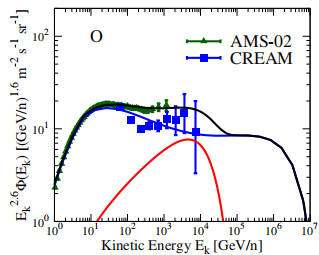 O
AMS-02
CREAM
E_k^{2.6}Φ(E_k) [(GeV/n)^{1.6} m^{-2} s^{-1} sr^{-1}]
10^2
10^1
10^0
10^0 10^1 10^2 10^3 10^4 10^5 10^6 10^7
Kinetic Energy E_k [GeV/n]